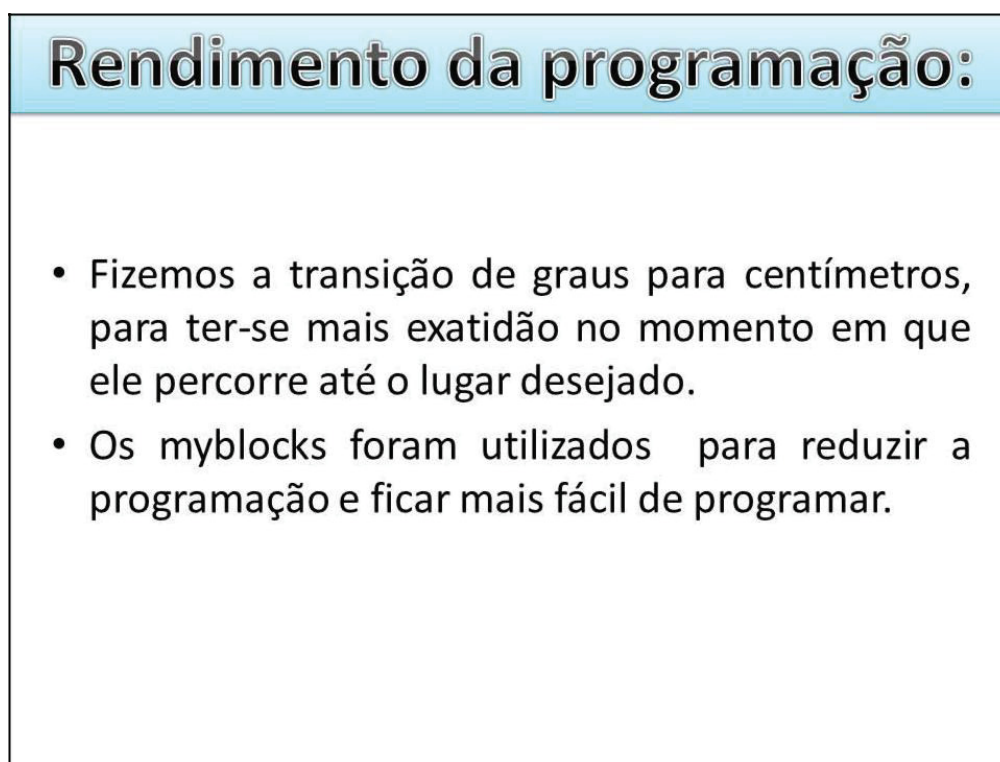 Rendimento da programação:
• Fizemos a transição de graus para centímetros,
para ter-se mais exatidão no momento em que
ele percorre até o lugar desejado.
• Os myblocks foram utilizados  para reduzir a
programação e ficar mais fácil de programar.